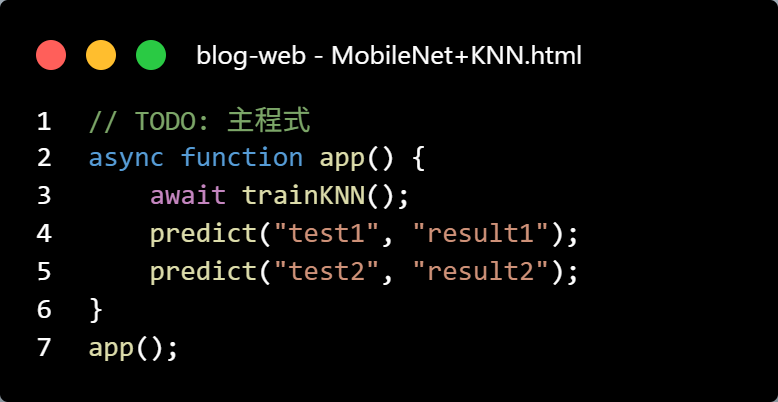 blog-web - MobileNet+KNN.html
1 // TODO: 主程式
2 async function app() {
3     await trainKNN();
4     predict("test1", "result1");
5     predict("test2", "result2");
6 }
7 app();